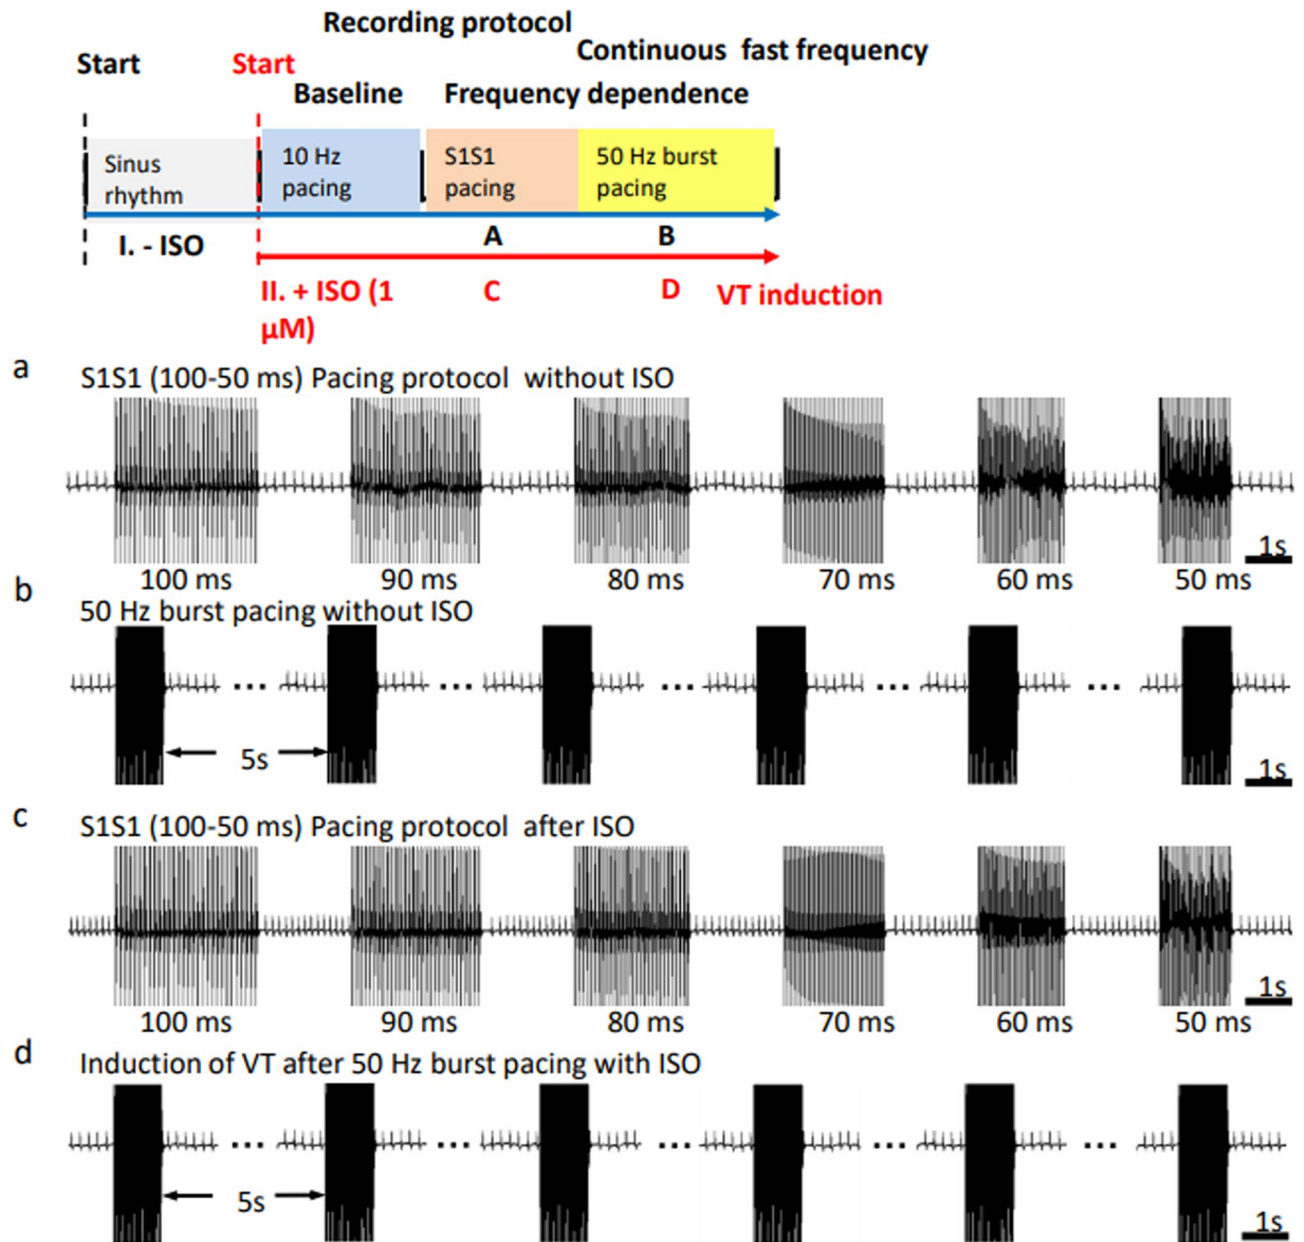 Recording protocol
Continuous fast frequency
Start
Start
Baseline
Frequency dependence
Sinus
rhythm
10 Hz
pacing
S1S1
pacing
50 Hz burst
pacing
I. - ISO
A
B
II. + ISO (1
µM)
C
D
VT induction
a
S1S1 (100-50 ms) Pacing protocol without ISO
1s
100 ms
90 ms
80 ms
70 ms
60 ms
50 ms
b
50 Hz burst pacing without ISO
...
...
...
...
...
5s
1s
c
S1S1 (100-50 ms) Pacing protocol after ISO
1s
100 ms
90 ms
80 ms
70 ms
60 ms
50 ms
d
Induction of VT after 50 Hz burst pacing with ISO
...
...
...
...
...
5s
1s